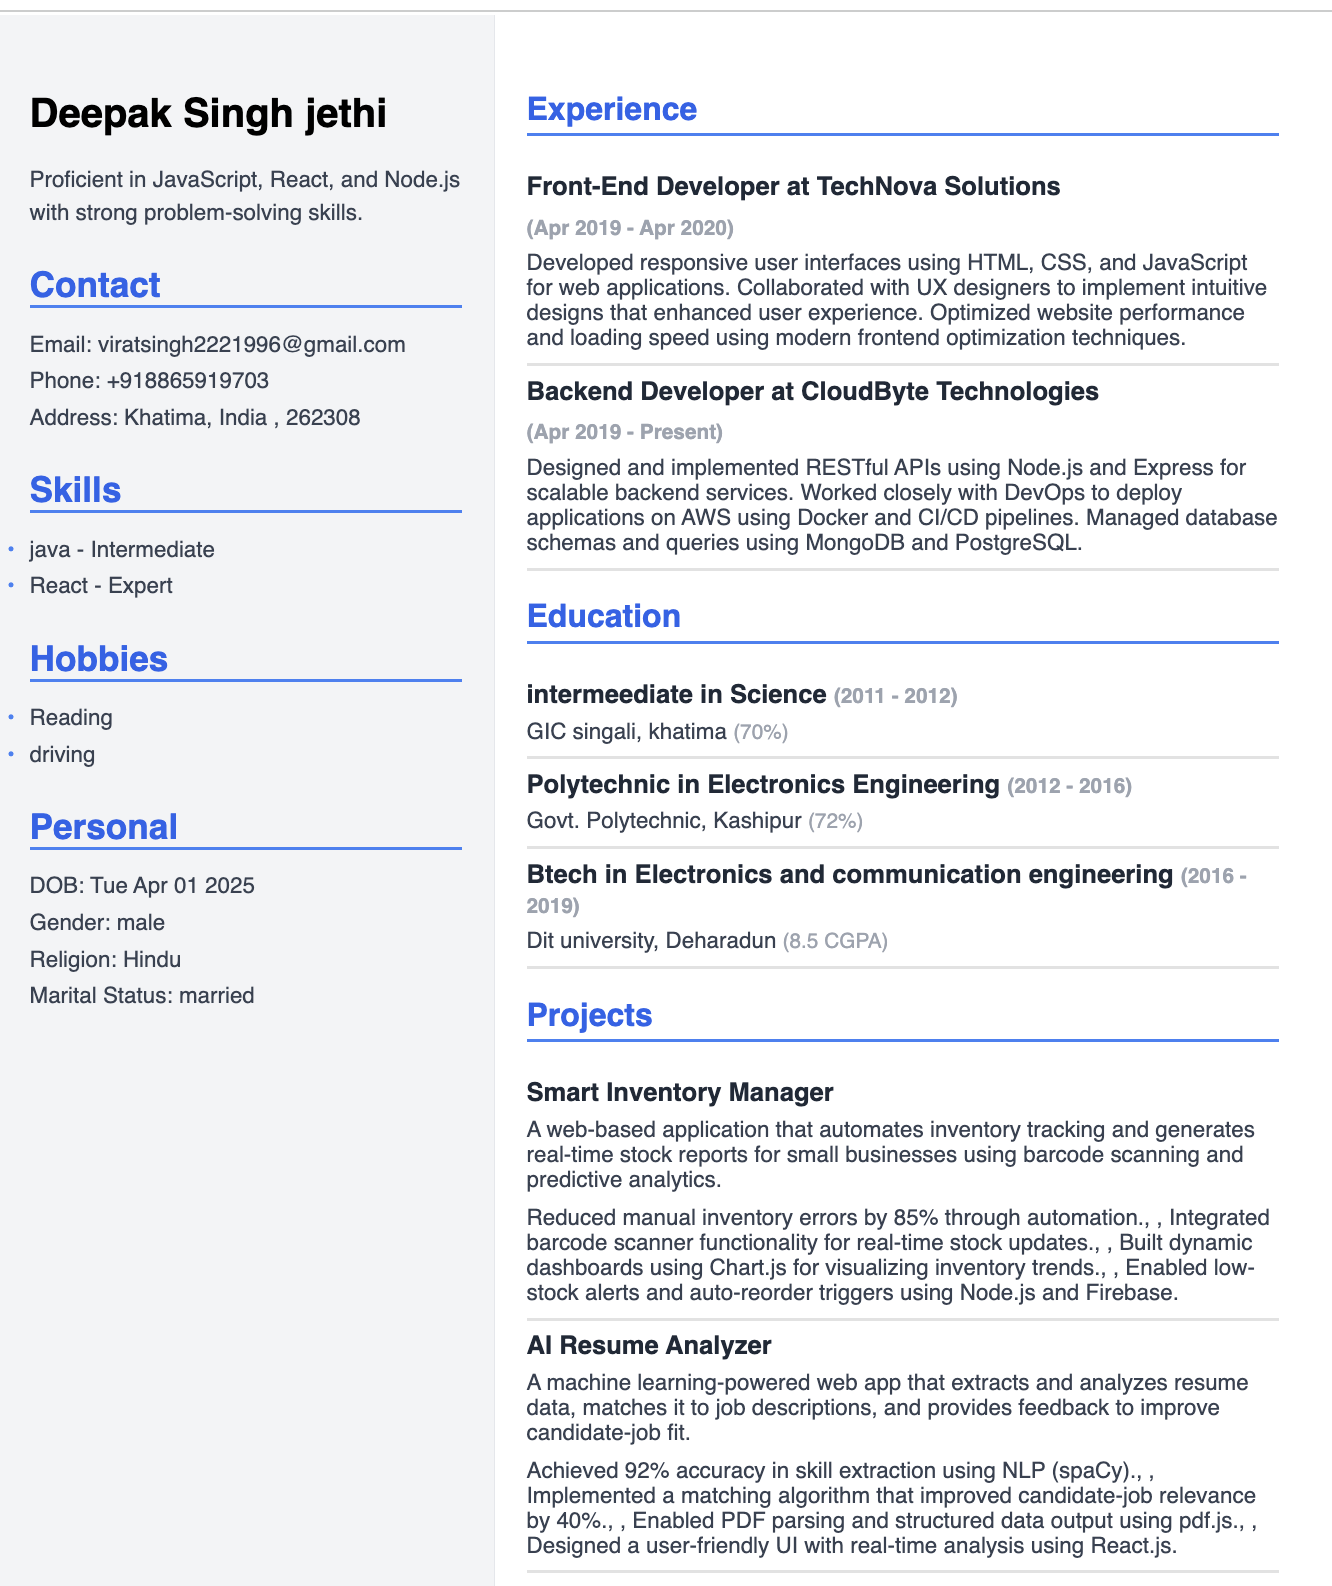 Deepak Singh jethi
Proficient in JavaScript, React, and Node.js
with strong problem-solving skills.
Contact
Email: viratsingh2221996@gmail.com
Phone: +918865919703
Address: Khatima, India , 262308
Skills
• java - Intermediate
• React - Expert
Hobbies
• Reading
• driving
Personal
DOB: Tue Apr 01 2025
Gender: male
Religion: Hindu
Marital Status: married
Experience
Front-End Developer at TechNova Solutions
(Apr 2019 - Apr 2020)
Developed responsive user interfaces using HTML, CSS, and JavaScript
for web applications. Collaborated with UX designers to implement intuitive
designs that enhanced user experience. Optimized website performance
and loading speed using modern frontend optimization techniques.
Backend Developer at CloudByte Technologies
(Apr 2019 - Present)
Designed and implemented RESTful APIs using Node.js and Express for
scalable backend services. Worked closely with DevOps to deploy
applications on AWS using Docker and CI/CD pipelines. Managed database
schemas and queries using MongoDB and PostgreSQL.
Education
intermeediate in Science (2011 - 2012)
GIC singali, khatima (70%)
Polytechnic in Electronics Engineering (2012 - 2016)
Govt. Polytechnic, Kashipur (72%)
Btech in Electronics and communication engineering (2016 -
2019)
Dit university, Deharadun (8.5 CGPA)
Projects
Smart Inventory Manager
A web-based application that automates inventory tracking and generates
real-time stock reports for small businesses using barcode scanning and
predictive analytics.
Reduced manual inventory errors by 85% through automation., , Integrated
barcode scanner functionality for real-time stock updates., , Built dynamic
dashboards using Chart.js for visualizing inventory trends., , Enabled low-
stock alerts and auto-reorder triggers using Node.js and Firebase.
AI Resume Analyzer
A machine learning-powered web app that extracts and analyzes resume
data, matches it to job descriptions, and provides feedback to improve
candidate-job fit.
Achieved 92% accuracy in skill extraction using NLP (spaCy)., ,
Implemented a matching algorithm that improved candidate-job relevance
by 40%., , Enabled PDF parsing and structured data output using pdf.js., ,
Designed a user-friendly UI with real-time analysis using React.js.